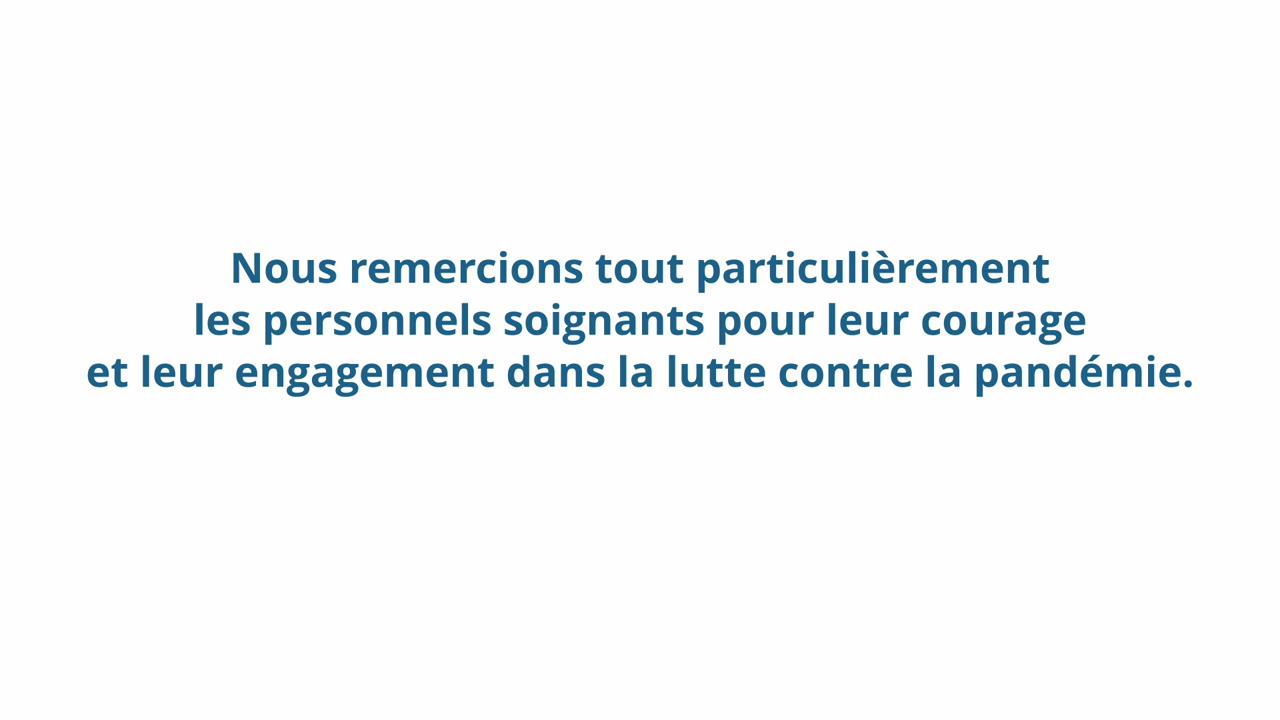 Nous remercions tout particulièrement
les personnels soignants pour leur courage
et leur engagement dans la lutte contre la pandémie.